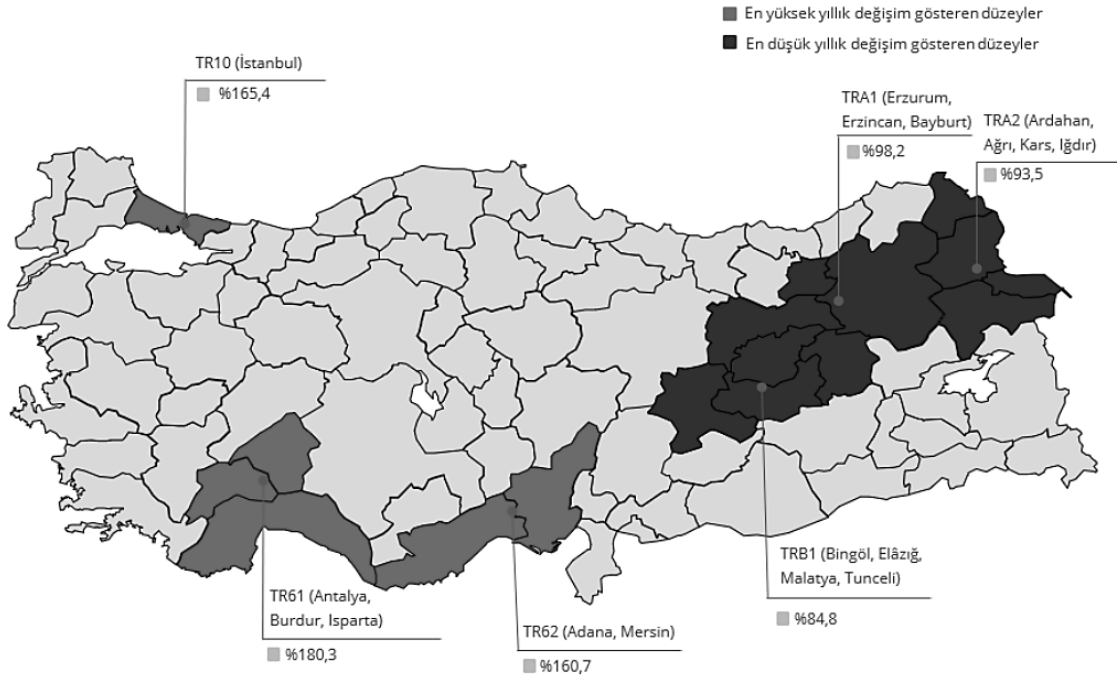 En yüksek yıllık değişim gösteren düzeyler
En düşük yıllık değişim gösteren düzeyler
TR10 (İstanbul)
%165,4
TRA1 (Erzurum,
Erzincan, Bayburt)
%98,2
TRA2 (Ardahan,
Ağrı, Kars, Iğdır)
%93,5
TRB1 (Bingöl, Elâzığ,
Malatya, Tunceli)
%84,8
TR61 (Antalya,
Burdur, Isparta)
%180,3
TR62 (Adana, Mersin)
%160,7